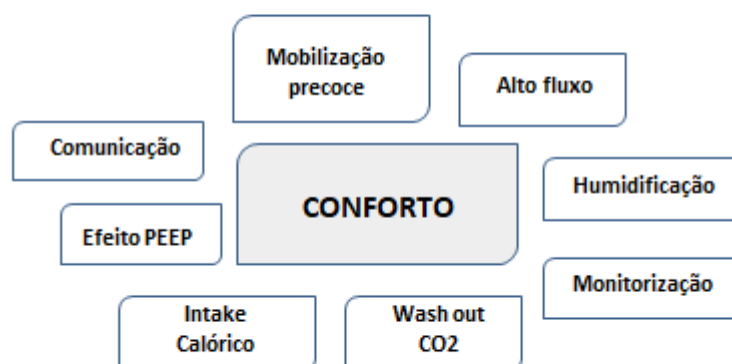 Mobilização
precoce
Alto fluxo
Comunicação
CONFORTO
Humidificação
Efeito PEEP
Monitorização
Intake
Calórico
Wash out
CO2